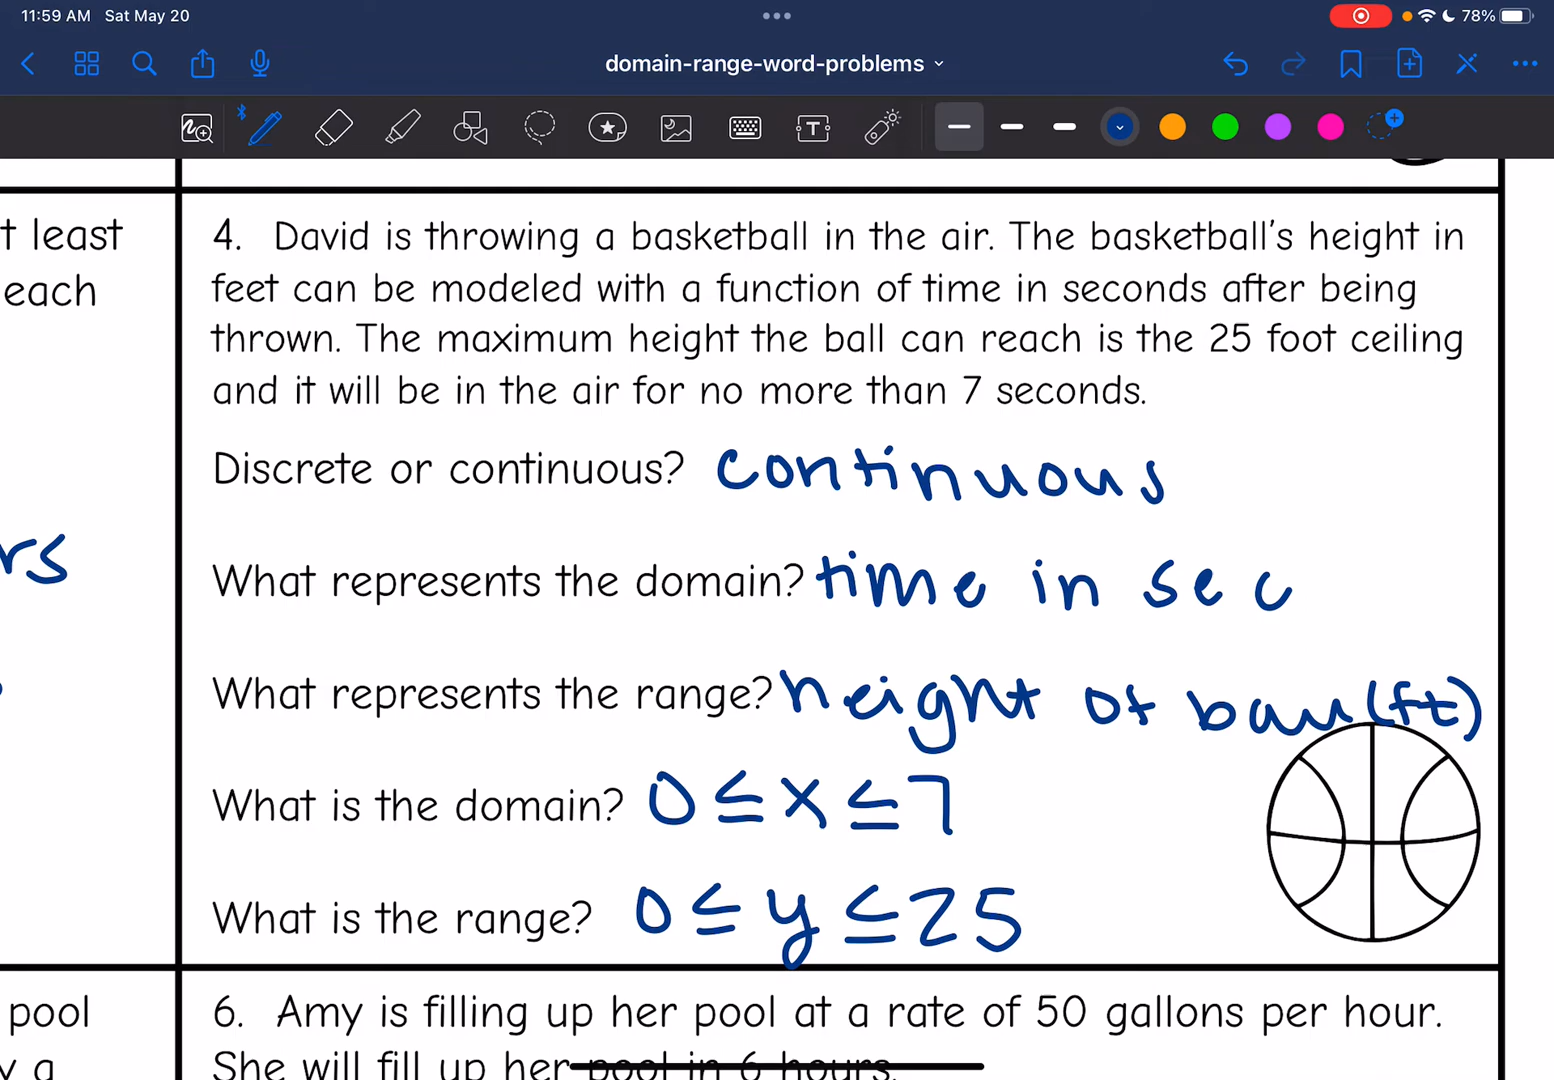 11:59 AM Sat May 20
78%
domain-range-word-problems
T
t least
each
rs
pool
y a
4. David is throwing a basketball in the air. The basketball's height in
feet can be modeled with a function of time in seconds after being
thrown. The maximum height the ball can reach is the 25 foot ceiling
and it will be in the air for no more than 7 seconds.
Discrete or continuous? continuous
What represents the domain? time in sec
What represents the range? height of ball (ft)
What is the domain? 0 ≤ x ≤ 7
What is the range? 0 ≤ y ≤ 25
6. Amy is filling up her pool at a rate of 50 gallons per hour.
She will fill up her pool in 6 hours.